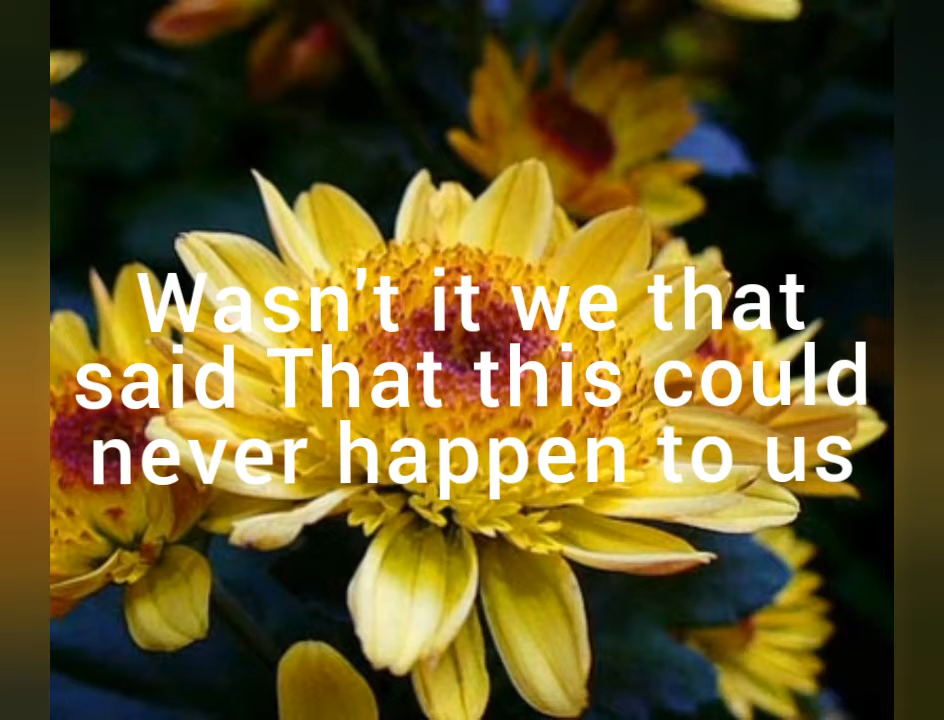 Wasn't it we that
said That this could
never happen to us